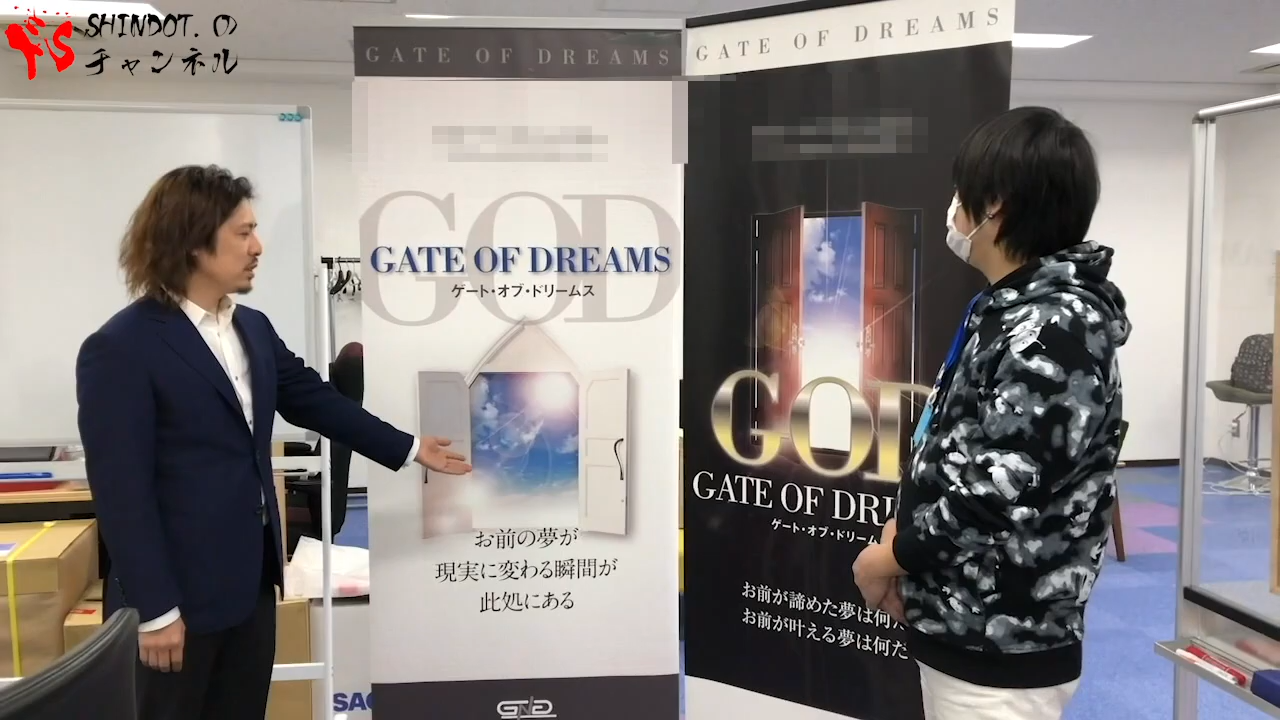 SHINDOT.の
チャンネル
GATE OF DREAMS
GOD
GATE OF DREAMS
ゲート・オブ・ドリームス
お前の夢が
現実に変わる瞬間が
此処にある
GATE OF DREAMS
GOD
GATE OF
ゲート・オブ・ドリーム
お前が諦めた夢は何だ
お前が叶える夢は何だ